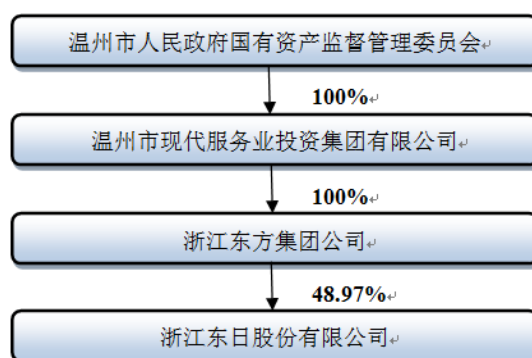 温州市人民政府国有资产监督管理委员会
100%
温州市现代服务业投资集团有限公司
100%
浙江东方集团公司
48.97%
浙江东日股份有限公司